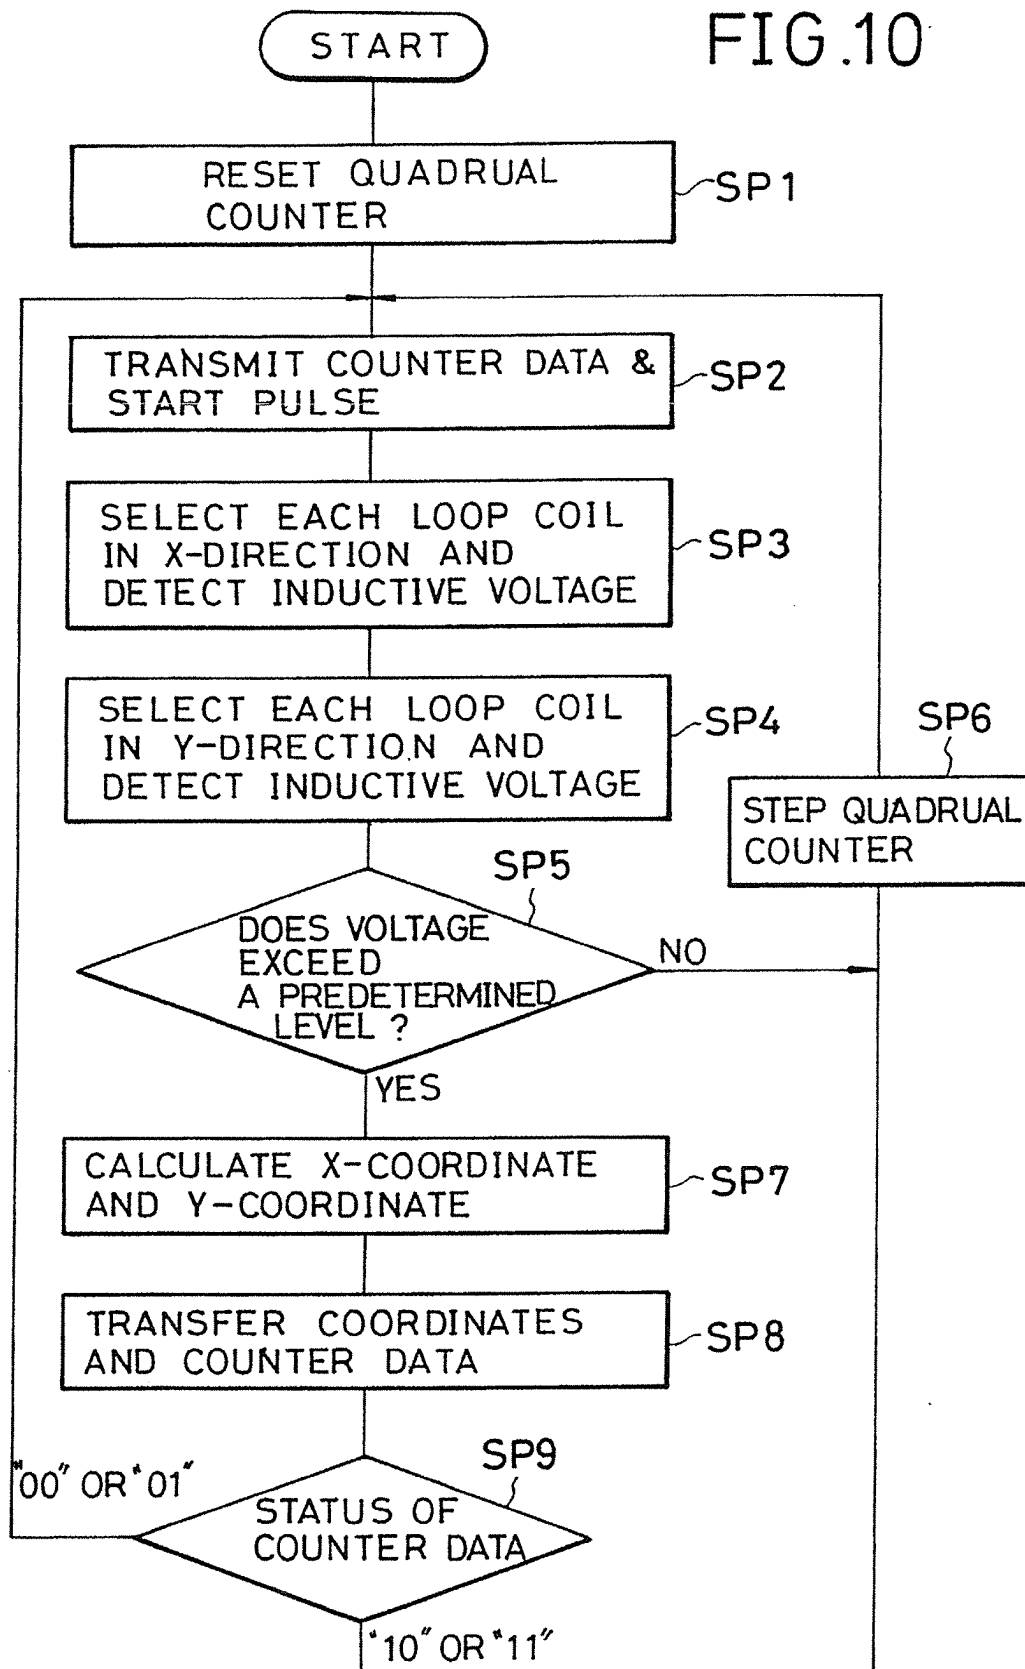 FIG.10
START
RESET QUADRUAL
COUNTER
SP1
TRANSMIT COUNTER DATA &
START PULSE
SP2
SELECT EACH LOOP COIL
IN X-DIRECTION AND
DETECT INDUCTIVE VOLTAGE
SP3
SELECT EACH LOOP COIL
IN Y-DIRECTION AND
DETECT INDUCTIVE VOLTAGE
SP4
SP6
STEP QUADRUAL
COUNTER
SP5
DOES VOLTAGE
EXCEED
A PREDETERMINED
LEVEL ?
NO
YES
CALCULATE X-COORDINATE
AND Y-COORDINATE
SP7
TRANSFER COORDINATES
AND COUNTER DATA
SP8
SP9
"00" OR "01"
STATUS OF
COUNTER DATA
"10" OR "11"